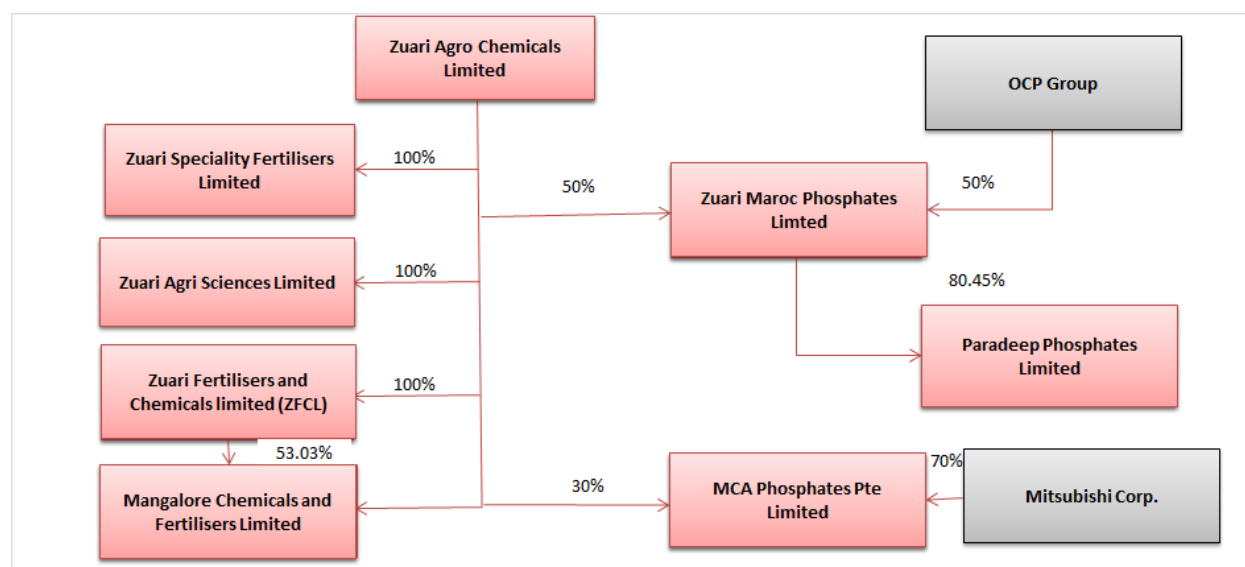 Zuari Agro Chemicals
Limited
OCP Group
Zuari Speciality Fertilisers
Limited
100%
50%
Zuari Maroc Phosphates
Limted
50%
Zuari Agri Sciences Limited
100%
80.45%
Paradeep Phosphates
Limited
Zuari Fertilisers and
Chemicals limited (ZFCL)
100%
53.03%
Mangalore Chemicals and
Fertilisers Limited
30%
MCA Phosphates Pte
Limited
70%
Mitsubishi Corp.